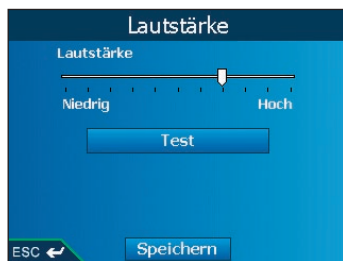 Lautstärke
Lautstärke
Niedrig Hoch
Test
ESC Speichern